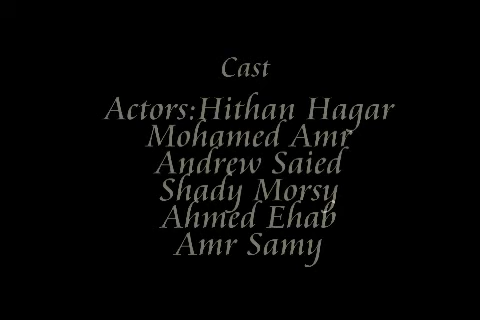 Cast
Actors:Hithan Hagar
Mohamed Amr
Andrew Saied
Shady Morsy
Ahmed Ehab
Amr Samy